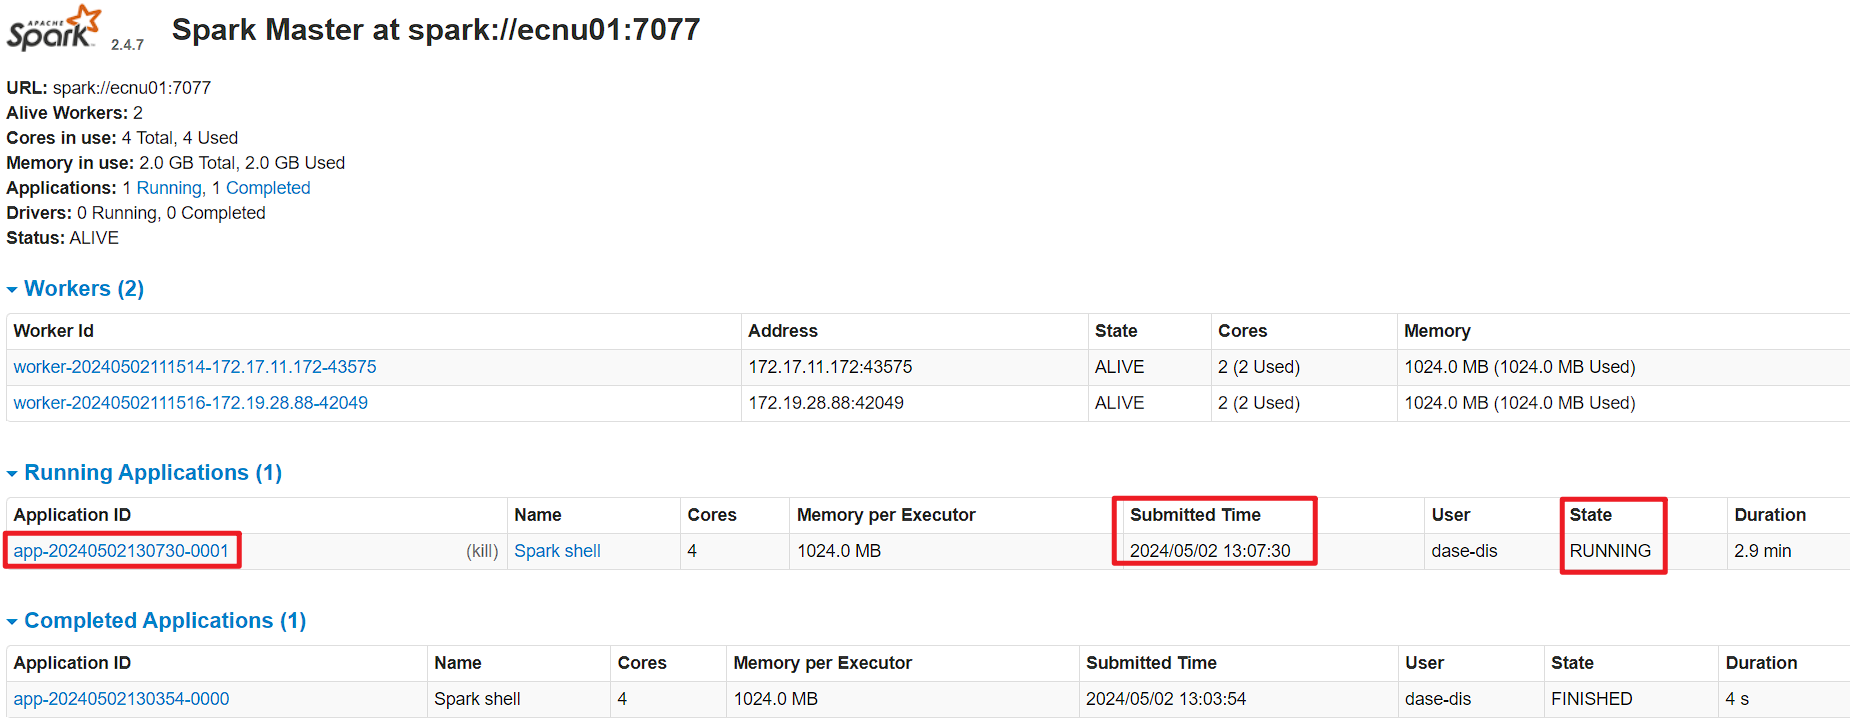 APACHE
Spark 2.4.7 Spark Master at spark://ecnu01:7077
URL: spark://ecnu01:7077
Alive Workers: 2
Cores in use: 4 Total, 4 Used
Memory in use: 2.0 GB Total, 2.0 GB Used
Applications: 1 Running, 1 Completed
Drivers: 0 Running, 0 Completed
Status: ALIVE
Workers (2)
Worker Id Address State Cores Memory
worker-20240502111514-172.17.11.172-43575 172.17.11.172:43575 ALIVE 2 (2 Used) 1024.0 MB (1024.0 MB Used)
worker-20240502111516-172.19.28.88-42049 172.19.28.88:42049 ALIVE 2 (2 Used) 1024.0 MB (1024.0 MB Used)
Running Applications (1)
Application ID Name Cores Memory per Executor Submitted Time User State Duration
app-20240502130730-0001 (kill) Spark shell 4 1024.0 MB 2024/05/02 13:07:30 dase-dis RUNNING 2.9 min
Completed Applications (1)
Application ID Name Cores Memory per Executor Submitted Time User State Duration
app-20240502130354-0000 Spark shell 4 1024.0 MB 2024/05/02 13:03:54 dase-dis FINISHED 4 s